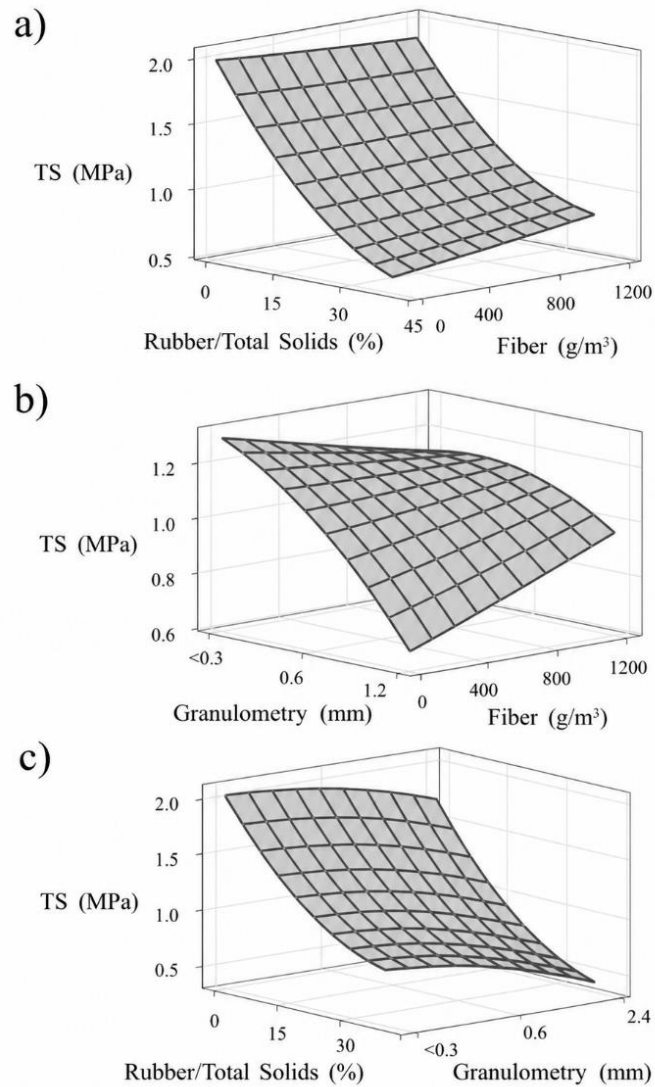 a)
2.0
1.5
TS (MPa)
1.0
0.5
0
15
30
45
0
400
800
1200
Rubber/Total Solids (%)
Fiber (g/m³)
b)
1.2
1.0
TS (MPa)
0.8
0.6
<0.3
0.6
1.2
0
400
800
1200
Granulometry (mm)
Fiber (g/m³)
c)
2.0
1.5
TS (MPa)
1.0
0.5
0
15
30
<0.3
0.6
2.4
Rubber/Total Solids (%)
Granulometry (mm)